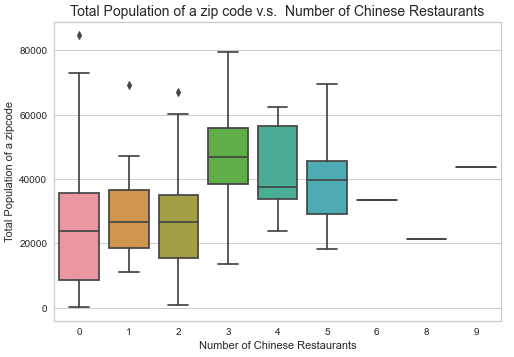 Total Population of a zip code v.s. Number of Chinese Restaurants
Total Population of a zipcode
80000
60000
40000
20000
0
0 1 2 3 4 5 6 8 9
Number of Chinese Restaurants